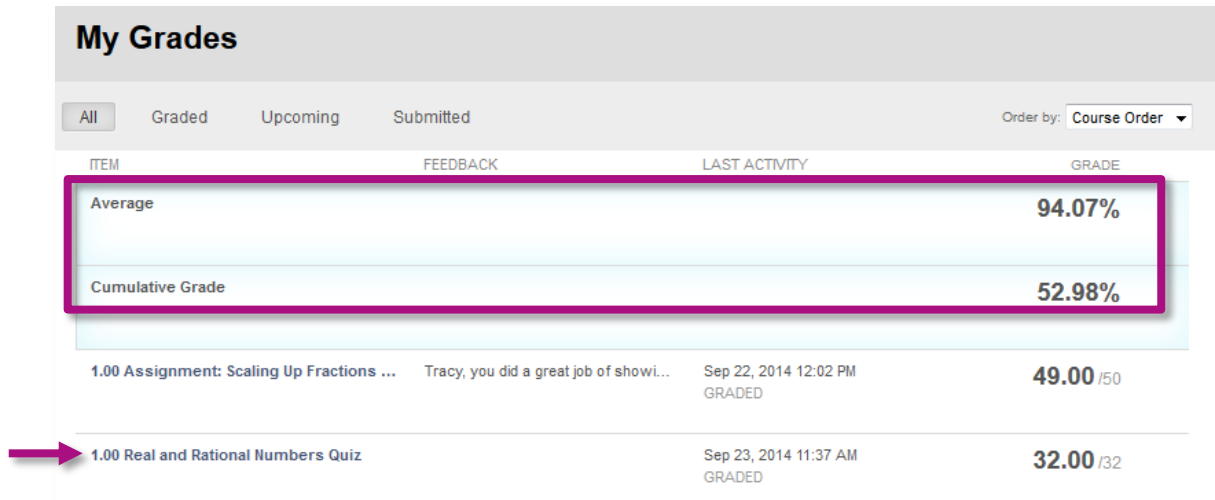 My Grades
All Graded Upcoming Submitted Order by: Course Order
ITEM FEEDBACK LAST ACTIVITY GRADE
Average 94.07%
Cumulative Grade 52.98%
1.00 Assignment: Scaling Up Fractions ... Tracy, you did a great job of showi... Sep 22, 2014 12:02 PM 49.00 /50
GRADED
1.00 Real and Rational Numbers Quiz Sep 23, 2014 11:37 AM 32.00 /32
GRADED